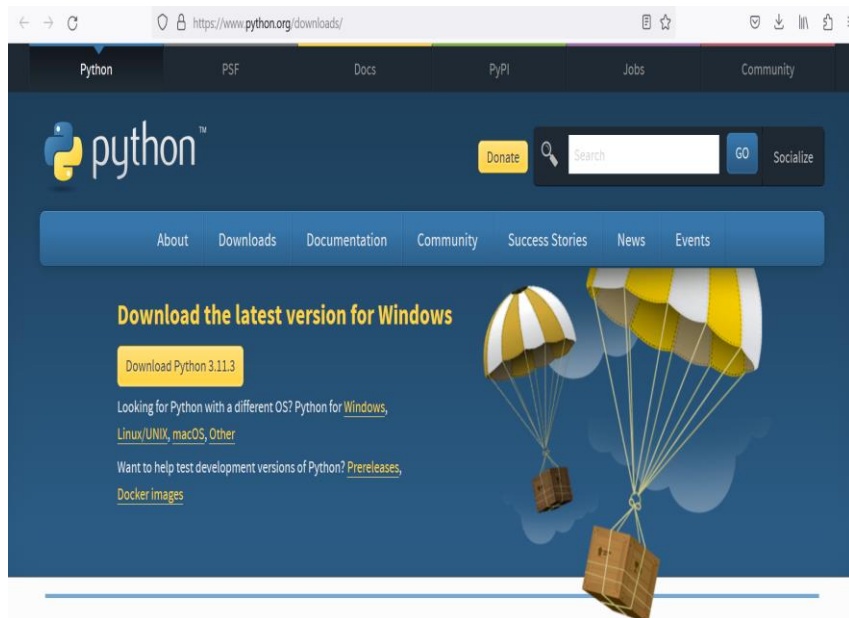 https://www.python.org/downloads/
Python PSF Docs PyPI Jobs Community
python™
Donate Search GO Socialize
About Downloads Documentation Community Success Stories News Events
Download the latest version for Windows
Download Python 3.11.3
Looking for Python with a different OS? Python for Windows,
Linux/UNIX, macOS, Other
Want to help test development versions of Python? Prereleases,
Docker images